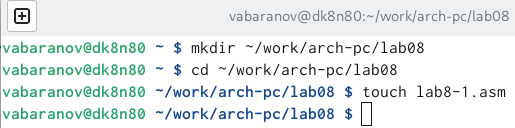 vabaranov@dk8n80:~/work/arch-pc/lab08
vabaranov@dk8n80 ~ $ mkdir ~/work/arch-pc/lab08
vabaranov@dk8n80 ~ $ cd ~/work/arch-pc/lab08
vabaranov@dk8n80 ~/work/arch-pc/lab08 $ touch lab8-1.asm
vabaranov@dk8n80 ~/work/arch-pc/lab08 $